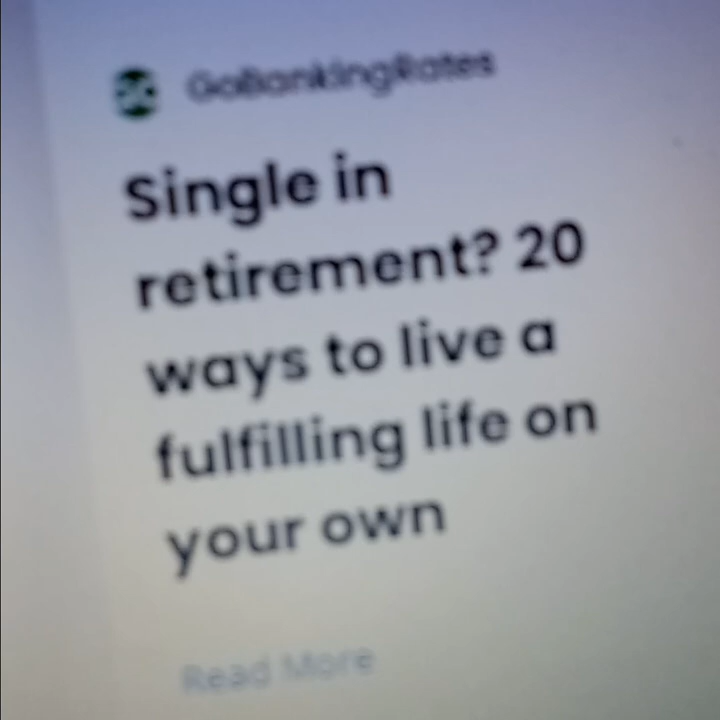 GoBankingRates
Single in
retirement? 20
ways to live a
fulfilling life on
your own
Read More